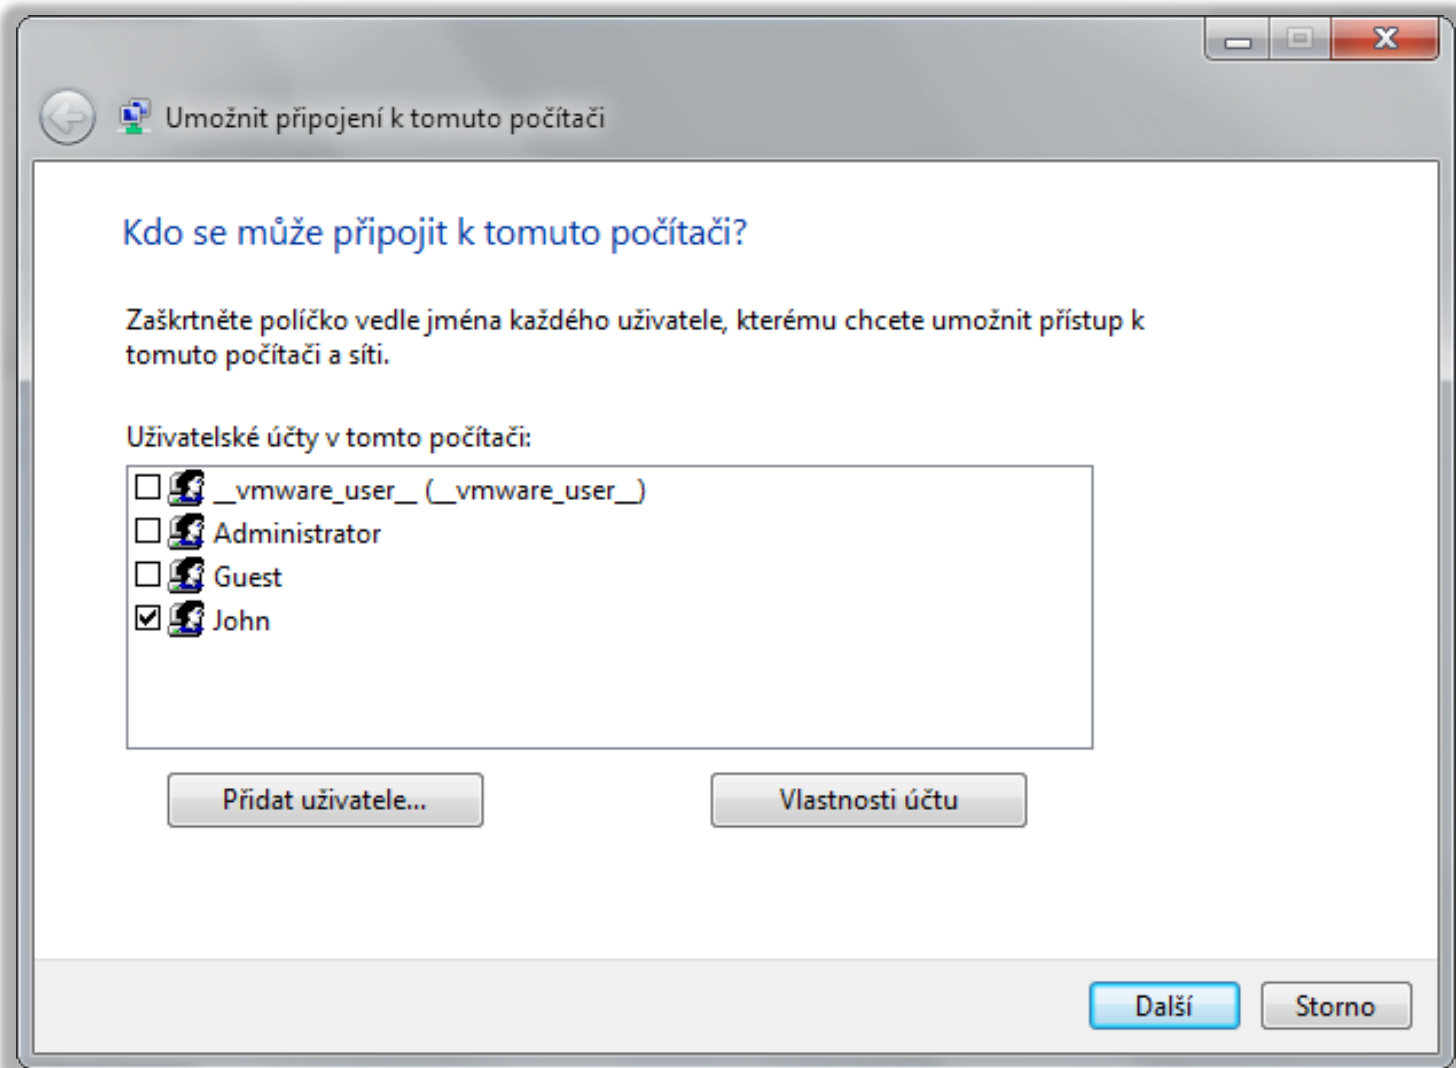 Umožnit připojení k tomuto počítači
Kdo se může připojit k tomuto počítači?
Zaškrtněte políčko vedle jména každého uživatele, kterému chcete umožnit přístup k
tomuto počítači a síti.
Uživatelské účty v tomto počítači:
__vmware_user__ (__vmware_user__)
Administrator
Guest
John
Přidat uživatele... Vlastnosti účtu
Další Storno